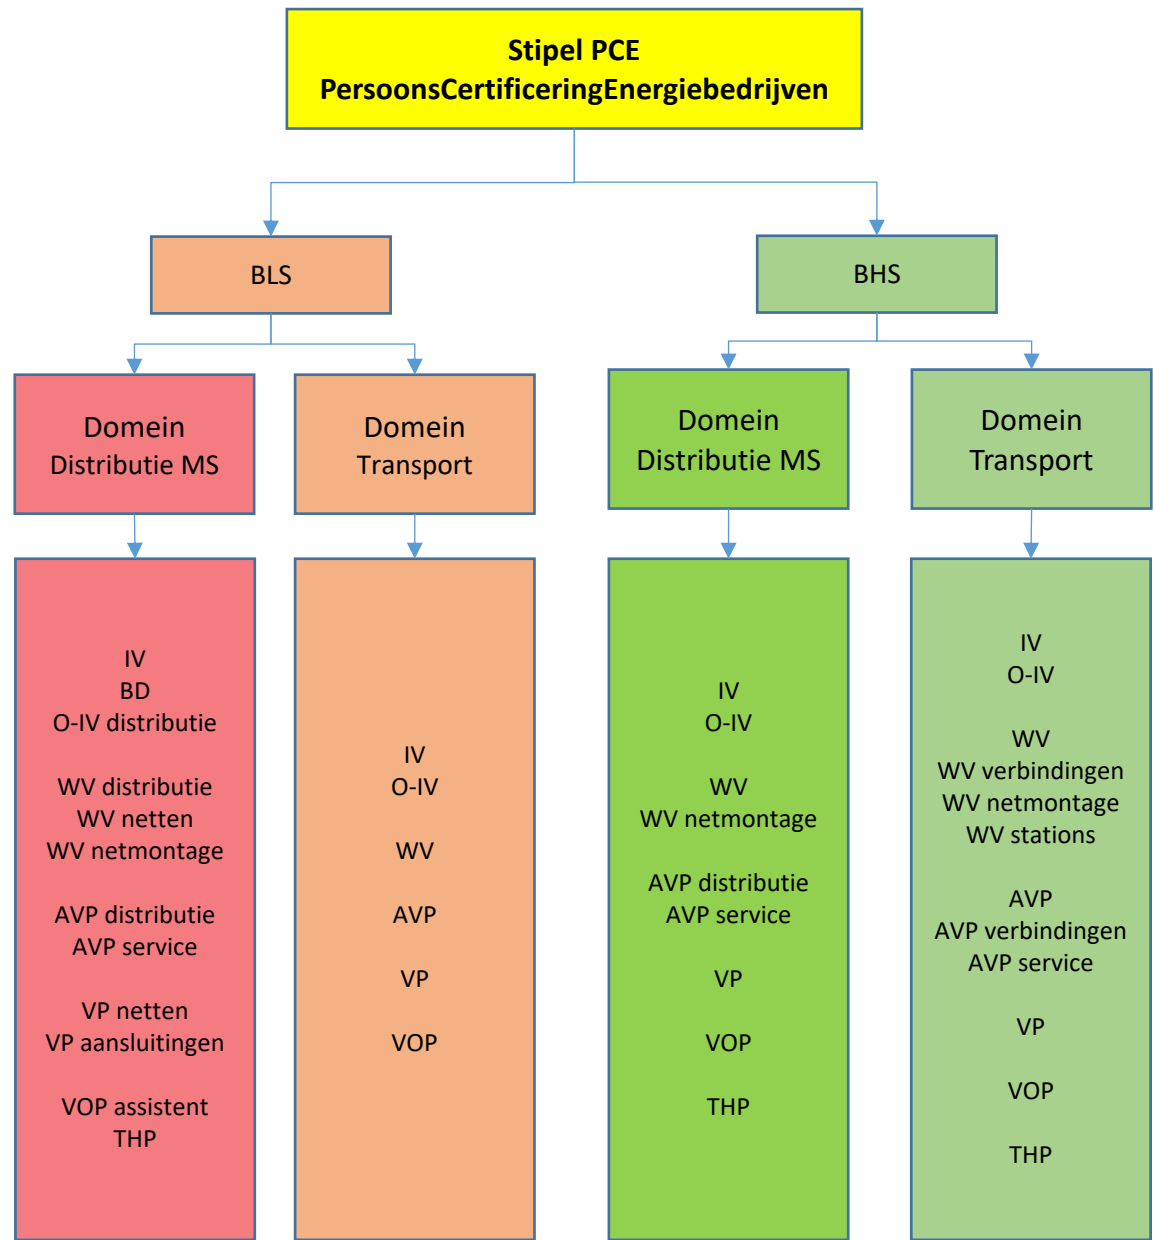 Stipel PCE
PersoonsCertificeringEnergiebedrijven
BLS
BHS
Domein
Distributie MS
Domein
Transport
Domein
Distributie MS
Domein
Transport
IV
BD
O-IV distributie
WV distributie
WV netten
WV netmontage
AVP distributie
AVP service
VP netten
VP aansluitingen
VOP assistent
THP
IV
O-IV
WV
AVP
VP
VOP
IV
O-IV
WV
WV netmontage
AVP distributie
AVP service
VP
VOP
THP
IV
O-IV
WV
WV verbindingen
WV netmontage
WV stations
AVP
AVP verbindingen
AVP service
VP
VOP
THP